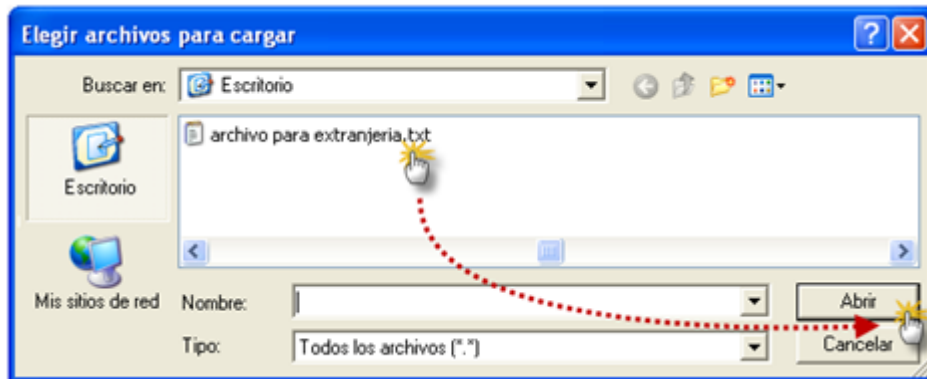 Elegir archivos para cargar
Buscar en: Escritorio
archivo para extranjeria.txt
Escritorio
Mis sitios de red
Nombre:
Abrir
Tipo: Todos los archivos (*.*)
Cancelar